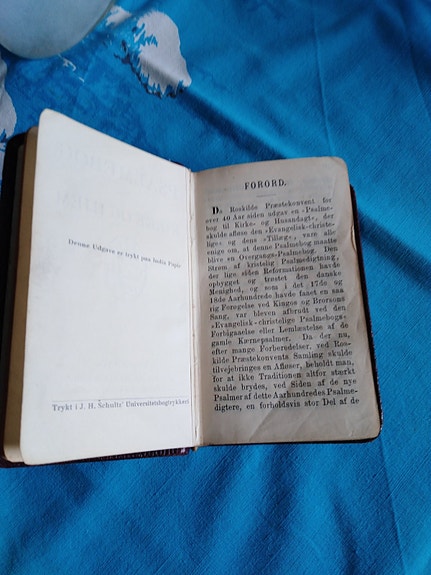 Denne Udgave er trykt paa India Papir
Trykt i J. H. Schultz' Universitetsbogtrykkeri
FORORD.
Da Roskilde Præstekonvent for
over 40 Aar siden udgav en »Psalme-
bog til Kirke- og Husandagt«, der
skulde afløse den »Evangelisk-christe-
lige« og dens »Tillæg«, vare alle
enige om, at denne Psalmebog maatte
blive en Overgangs-Psalmebog. Den
Strøm af kristelig Psalmedigtning,
der lige siden Reformationen havde
opbygget og trøstet den danske
Menighed, og som i det 17de og
18de Aarhundrede havde faaet en saa
rig Forøgelse ved Kingos og Brorsons
Sang, var bleven afbrudt ved den
»Evangelisk-christelige Psalmebogs«
Forbigaaelse eller Lemlæstelse af de
gamle Kærnepsalmer. Da der nu,
efter mange Forberedelser, ved Ros-
kilde Præstekonvents Samling skulde
tilvejebringes en Afløser, beholdt man,
for at ikke Traditionen altfor stærkt
skulde brydes, ved Siden af de nye
Psalmer af dette Aarhundredes Psalme-
digtere, en forholdsvis stor Del af de